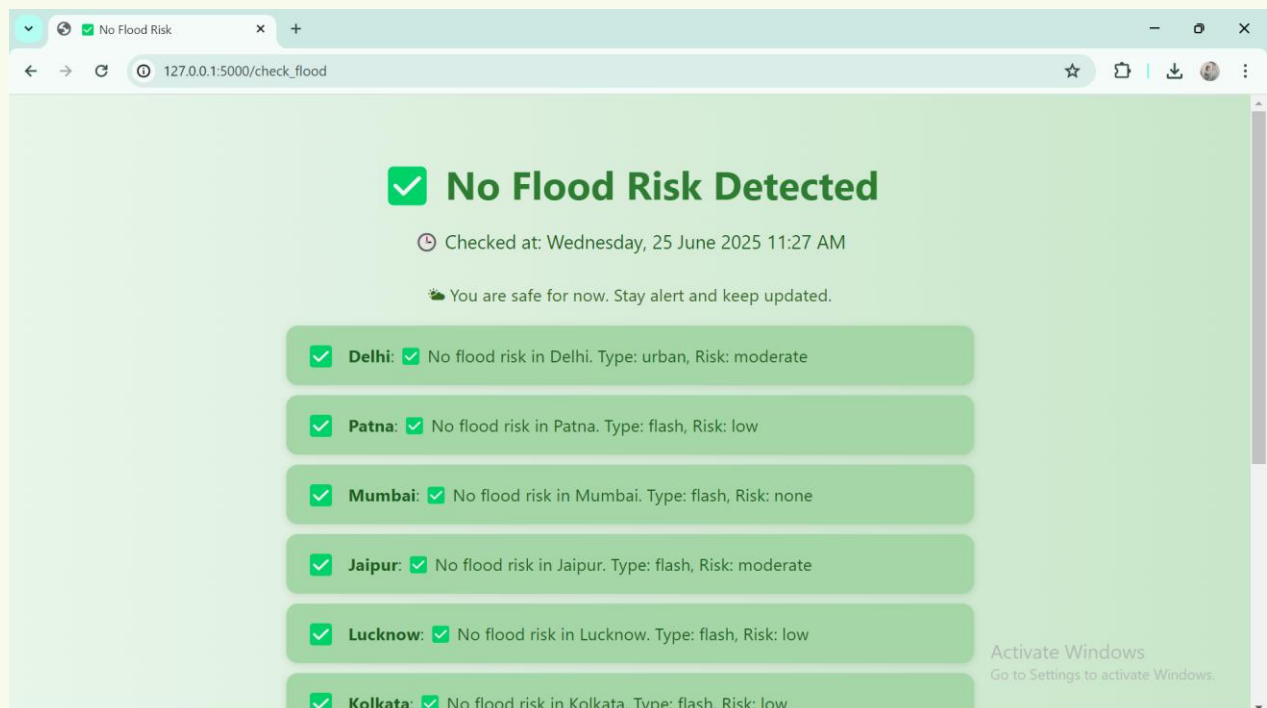 ✅ No Flood Risk
127.0.0.1:5000/check_flood
✅ No Flood Risk Detected
🕒 Checked at: Wednesday, 25 June 2025 11:27 AM
🌥 You are safe for now. Stay alert and keep updated.
✅ Delhi: ✅ No flood risk in Delhi. Type: urban, Risk: moderate
✅ Patna: ✅ No flood risk in Patna. Type: flash, Risk: low
✅ Mumbai: ✅ No flood risk in Mumbai. Type: flash, Risk: none
✅ Jaipur: ✅ No flood risk in Jaipur. Type: flash, Risk: moderate
✅ Lucknow: ✅ No flood risk in Lucknow. Type: flash, Risk: low
✅ Kolkata: ✅ No flood risk in Kolkata. Type: flash, Risk: low
Activate Windows
Go to Settings to activate Windows.